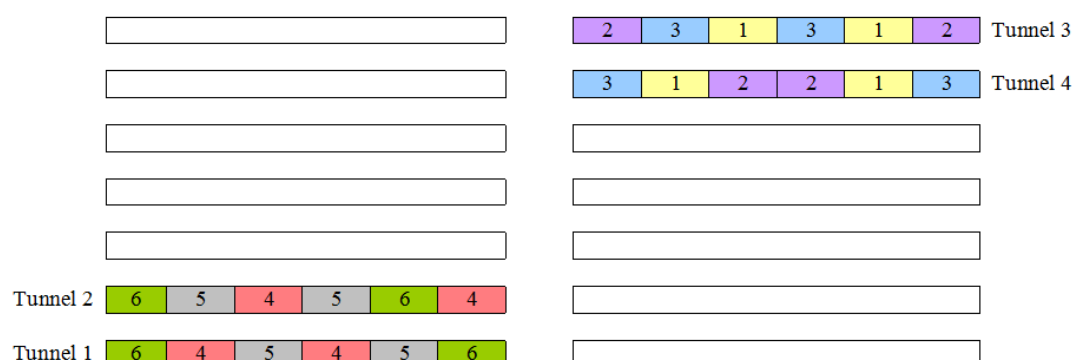 2 3 1 3 1 2 Tunnel 3
3 1 2 2 1 3 Tunnel 4
Tunnel 2 6 5 4 5 6 4
Tunnel 1 6 4 5 4 5 6